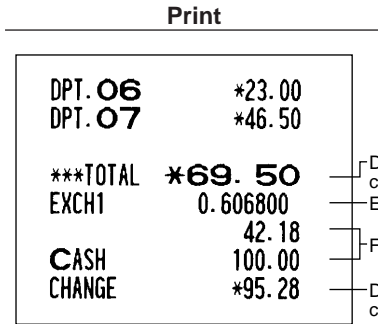 Print
DPT. 06 *23. 00
DPT. 07 *46. 50
***TOTAL *69. 50
EXCH1 0. 606800
42. 18
CASH 100. 00
CHANGE *95. 28
D
c
E
F
D
c